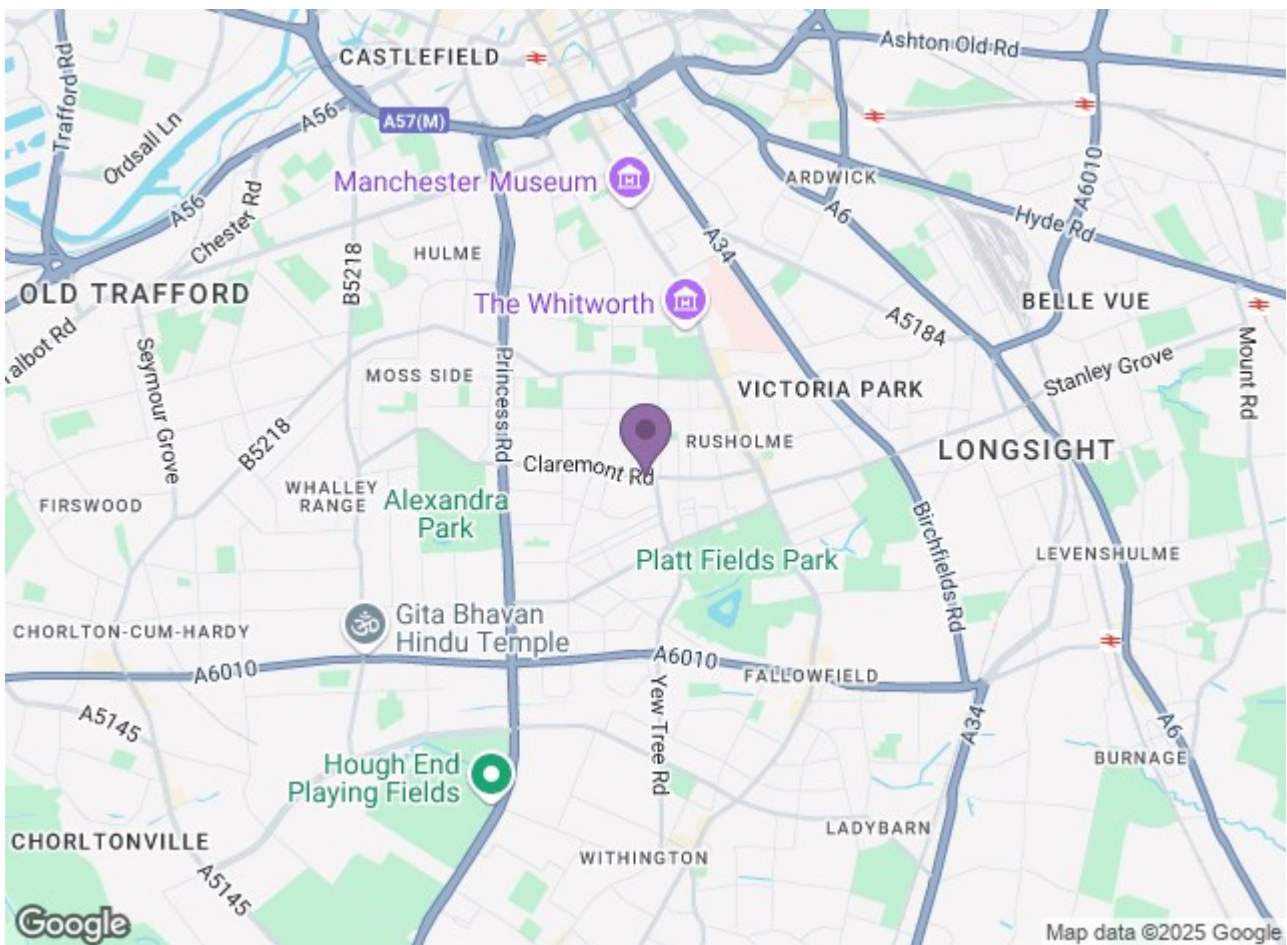 CASTLEFIELD
Ashton Old Rd
Trafford Rd
Ordsall Ln
A56
A57(M)
Manchester Museum
ARDWICK
A6010
A6
Hyde Rd
A56
Chester Rd
HULME
A34
B5218
OLD TRAFFORD
The Whitworth
BELLE VUE
A5184
Talbot Rd
Seymour Grove
Princess Rd
MOSS SIDE
VICTORIA PARK
Stanley Grove
Mount Rd
B5218
RUSHOLME
LONGSIGHT
Claremont Rd
WHALLEY
RANGE
FIRSWOOD
Alexandra
Park
Birchfields Rd
Platt Fields Park
LEVENSHULME
Gita Bhavan
Hindu Temple
CHORLTON-CUM-HARDY
A6010
A6010
FALLOWFIELD
Yew Tree Rd
A5145
A34
A6
BURNAGE
Hough End
Playing Fields
LADYBARN
CHORLTONVILLE
WITHINGTON
A5145
Google
Map data ©2025 Google